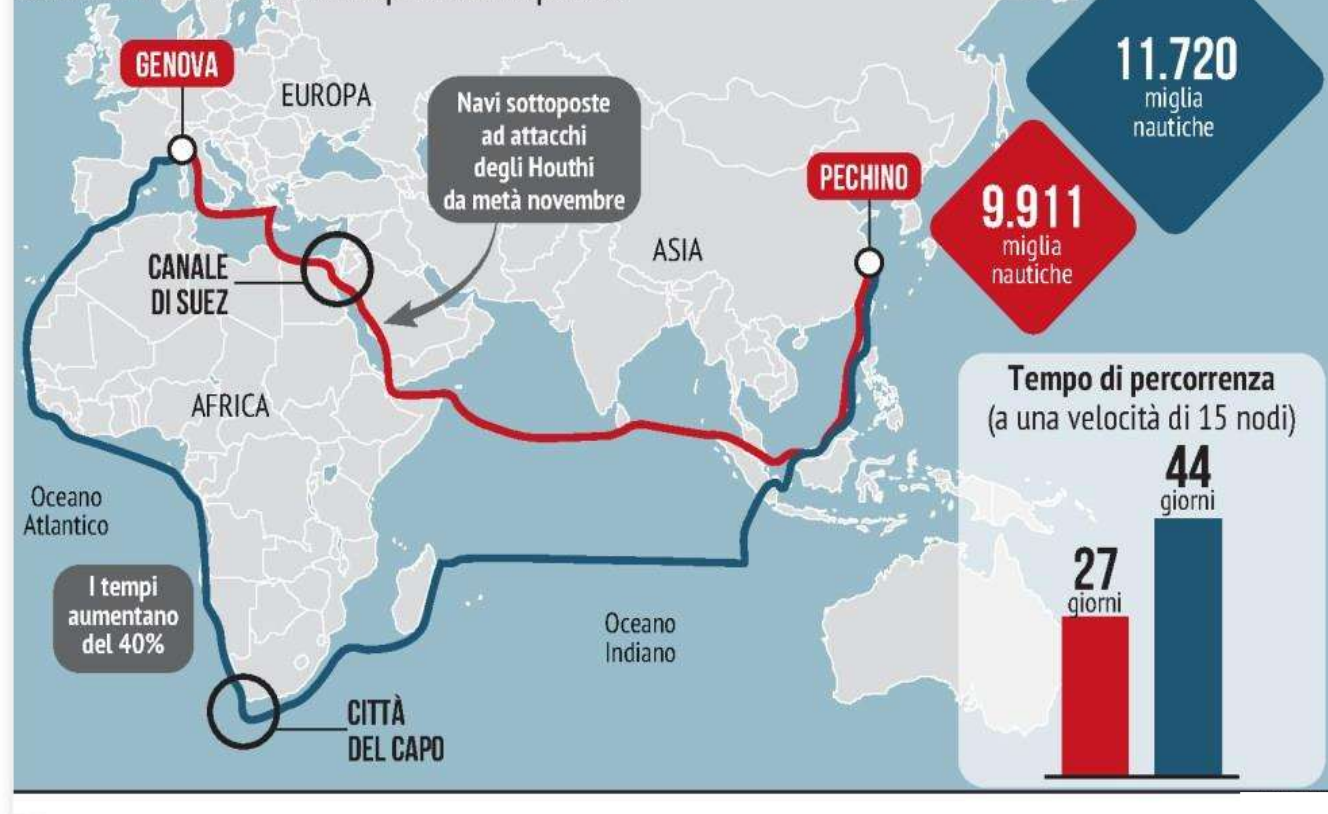 GENOVA
EUROPA
Navi sottoposte
ad attacchi
degli Houthi
da metà novembre
11.720
miglia
nautiche
PECHINO
9.911
miglia
nautiche
ASIA
CANALE
DI SUEZ
AFRICA
Tempo di percorrenza
(a una velocità di 15 nodi)
44
giorni
27
giorni
Oceano
Atlantico
I tempi
aumentano
del 40%
Oceano
Indiano
CITTÀ
DEL CAPO